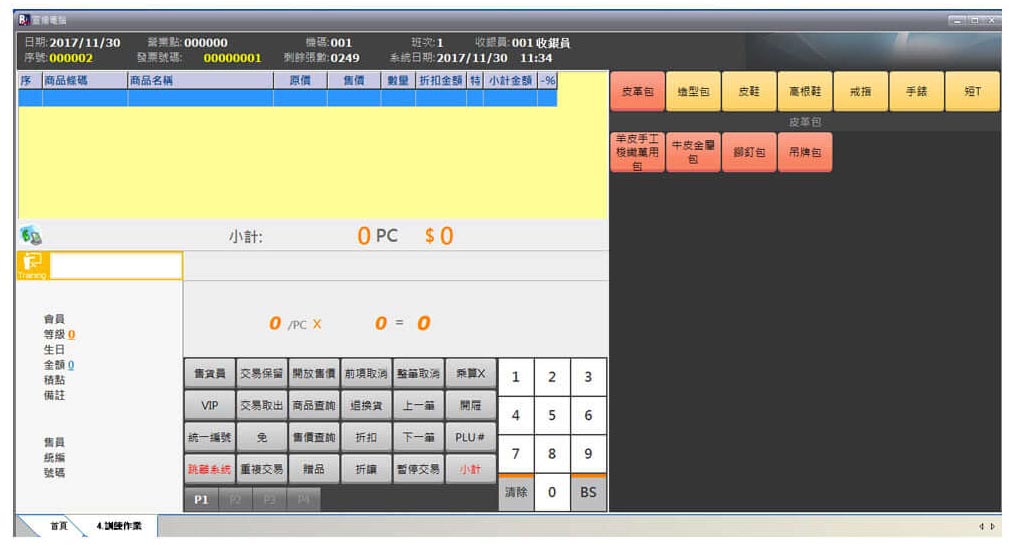 宣揚電腦
日期:2017/11/30 營業點:000000 機碼:001 班次:1 收銀員:001 收銀員
序號:000002 發票號碼: 00000001 剩餘張數:0249 系統日期:2017/11/30 11:34
序 商品條碼 商品名稱 原價 售價 數量 折扣金額 特 小計金額 -%
皮革包 造型包 皮鞋 高根鞋 戒指 手錶 短T
皮革包
羊皮手工梭織萬用包 牛皮金屬包 鉚釘包 吊牌包
小計: 0 PC $ 0
Training
0 /PC X 0 = 0
會員
等級 0
生日
金額 0
積點
備註
售員
統編
號碼
售貨員 交易保留 開放售價 前項取消 整筆取消 乘算X 1 2 3
VIP 交易取出 商品查詢 退換貨 上一筆 開屜 4 5 6
統一編號 免 售價查詢 折扣 下一筆 PLU# 7 8 9
跳離系統 重複交易 贈品 折讓 暫停交易 小計 清除 0 BS
P1 P2 P3 P4
首頁 4.訓練作業